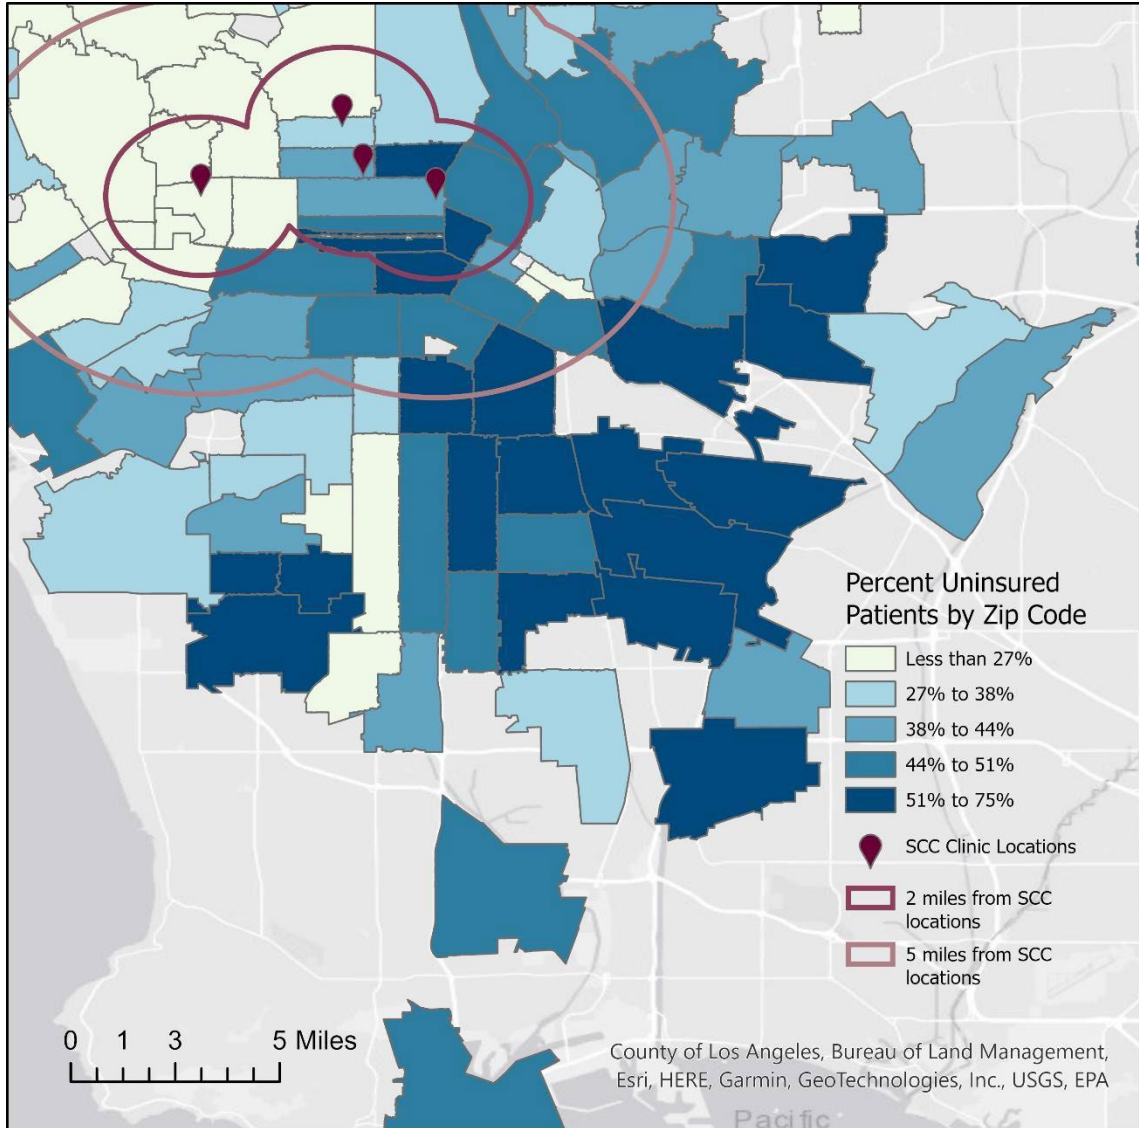 Percent Uninsured
Patients by Zip Code
Less than 27%
27% to 38%
38% to 44%
44% to 51%
51% to 75%
SCC Clinic Locations
2 miles from SCC
locations
5 miles from SCC
locations
0 1 3 5 Miles
County of Los Angeles, Bureau of Land Management,
Esri, HERE, Garmin, GeoTechnologies, Inc., USGS, EPA
Pacific